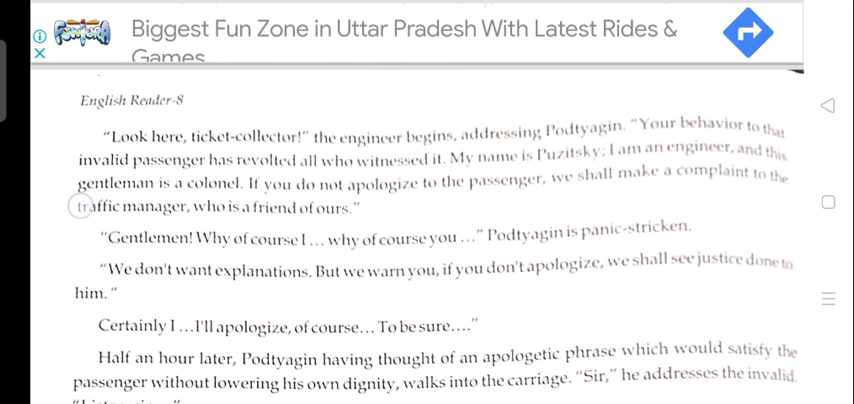 FunTura
Biggest Fun Zone in Uttar Pradesh With Latest Rides &
Games
English Reader-8
"Look here, ticket-collector!" the engineer begins, addressing Podtyagin. "Your behavior to that
invalid passenger has revolted all who witnessed it. My name is Puzitsky; I am an engineer, and this
gentleman is a colonel. If you do not apologize to the passenger, we shall make a complaint to the
traffic manager, who is a friend of ours."
"Gentlemen! Why of course I ... why of course you ..." Podtyagin is panic-stricken.
"We don't want explanations. But we warn you, if you don't apologize, we shall see justice done to
him."
Certainly I ...I'll apologize, of course... To be sure...."
Half an hour later, Podtyagin having thought of an apologetic phrase which would satisfy the
passenger without lowering his own dignity, walks into the carriage. "Sir," he addresses the invalid.